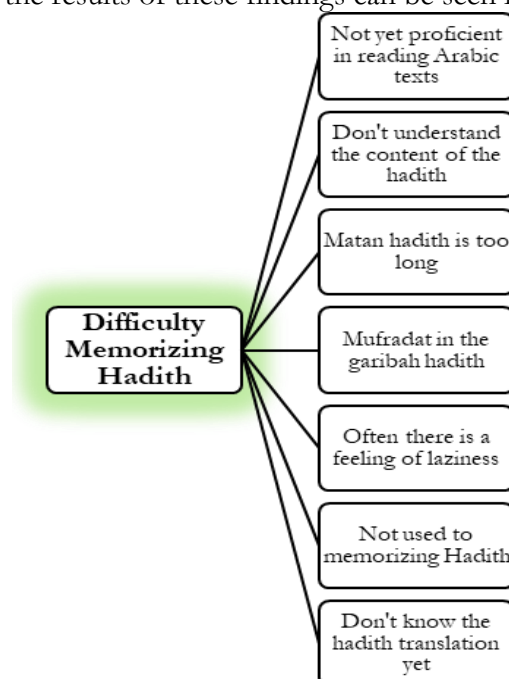 the results of these findings can be seen
Not yet proficient
in reading Arabic
texts
Don't understand
the content of the
hadith
Matan hadith is too
long
Difficulty
Memorizing
Hadith
Mufradat in the
garibah hadith
Often there is a
feeling of laziness
Not used to
memorizing Hadith
Don't know the
hadith translation
yet